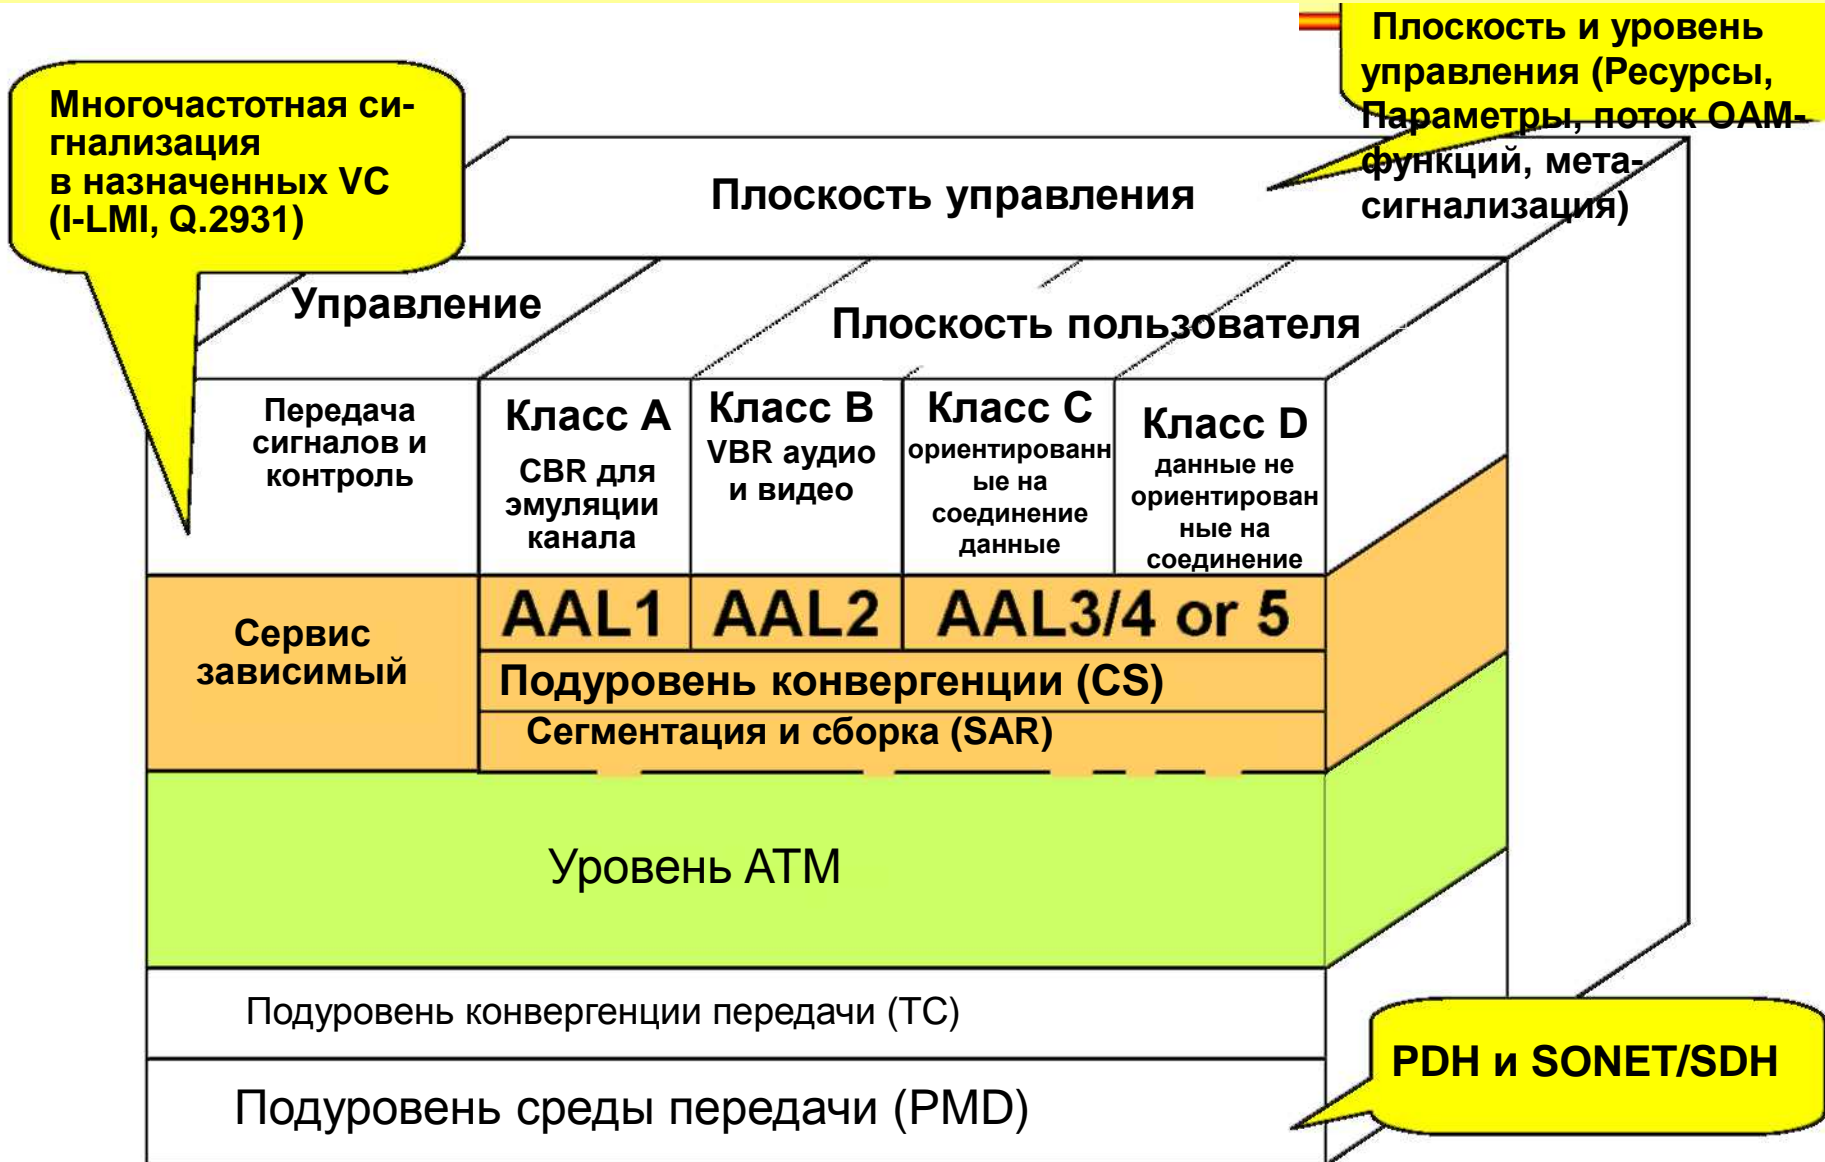 Плоскость и уровень
управления (Ресурсы,
Параметры, поток ОАМ-
функций, мета-
сигнализация)
Многочастотная си-
гнализация
в назначенных VC
(I-LMI, Q.2931)
Плоскость управления
Управление
Плоскость пользователя
Передача
сигналов и
контроль
Класс A
CBR для
эмуляции
канала
Класс B
VBR аудио
и видео
Класс C
ориентированн
ые на
соединение
данные
Класс D
данные не
ориентирован
ные на
соединение
Сервис
зависимый
AAL1
AAL2
AAL3/4 or 5
Подуровень конвергенции (CS)
Сегментация и сборка (SAR)
Уровень ATM
Подуровень конвергенции передачи (TC)
Подуровень среды передачи (PMD)
PDH и SONET/SDH